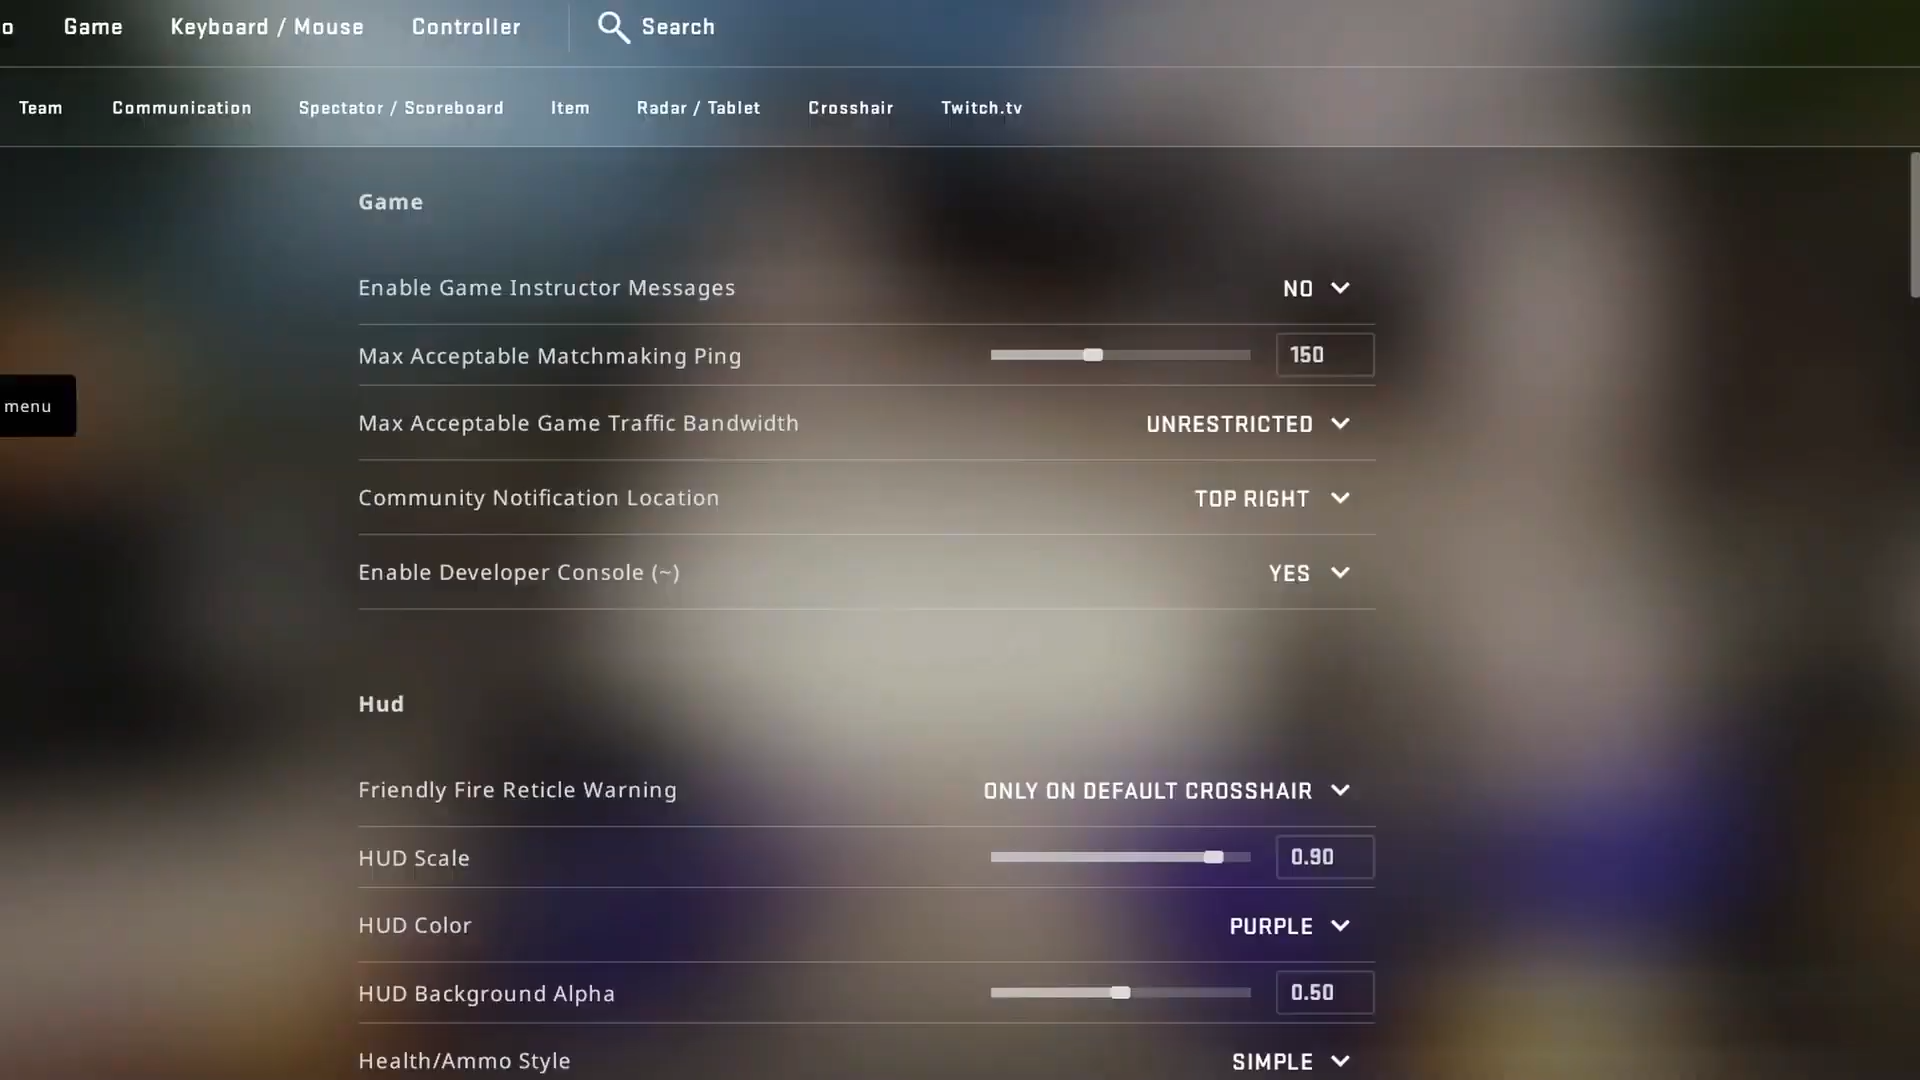 o Game Keyboard / Mouse Controller Search
Team Communication Spectator / Scoreboard Item Radar / Tablet Crosshair Twitch.tv
Game
Enable Game Instructor Messages NO
Max Acceptable Matchmaking Ping 150
menu
Max Acceptable Game Traffic Bandwidth UNRESTRICTED
Community Notification Location TOP RIGHT
Enable Developer Console (~) YES
Hud
Friendly Fire Reticle Warning ONLY ON DEFAULT CROSSHAIR
HUD Scale 0.90
HUD Color PURPLE
HUD Background Alpha 0.50
Health/Ammo Style SIMPLE